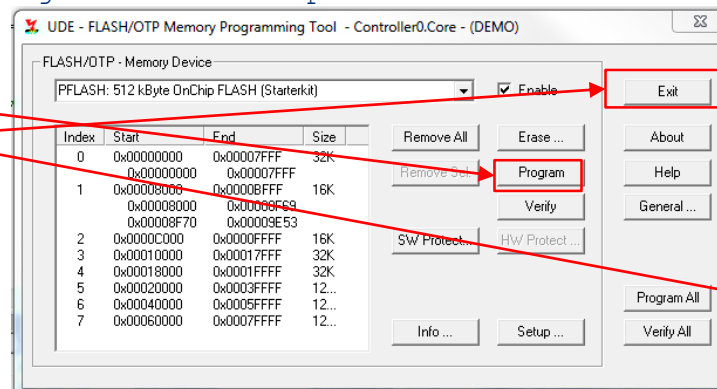 UDE - FLASH/OTP Memory Programming Tool - Controller0.Core - (DEMO)
FLASH/OTP - Memory Device
PFLASH: 512 kByte OnChip FLASH (Starterkit)
Enable
Exit
Index Start End Size
0 0x00000000 0x00007FFF 32K
0x00000000 0x00007FFF
1 0x00008000 0x0000BFFF 16K
0x00008000 0x00008F69
0x00008F70 0x00009E53
2 0x0000C000 0x0000FFFF 16K
3 0x00010000 0x00017FFF 32K
4 0x00018000 0x0001FFFF 32K
5 0x00020000 0x0003FFFF 12...
6 0x00040000 0x0005FFFF 12...
7 0x00060000 0x0007FFFF 12...
Remove All
Erase ...
About
Remove Sel.
Program
Help
Verify
General ...
SW Protect...
HW Protect ...
Program All
Info ...
Setup ...
Verify All